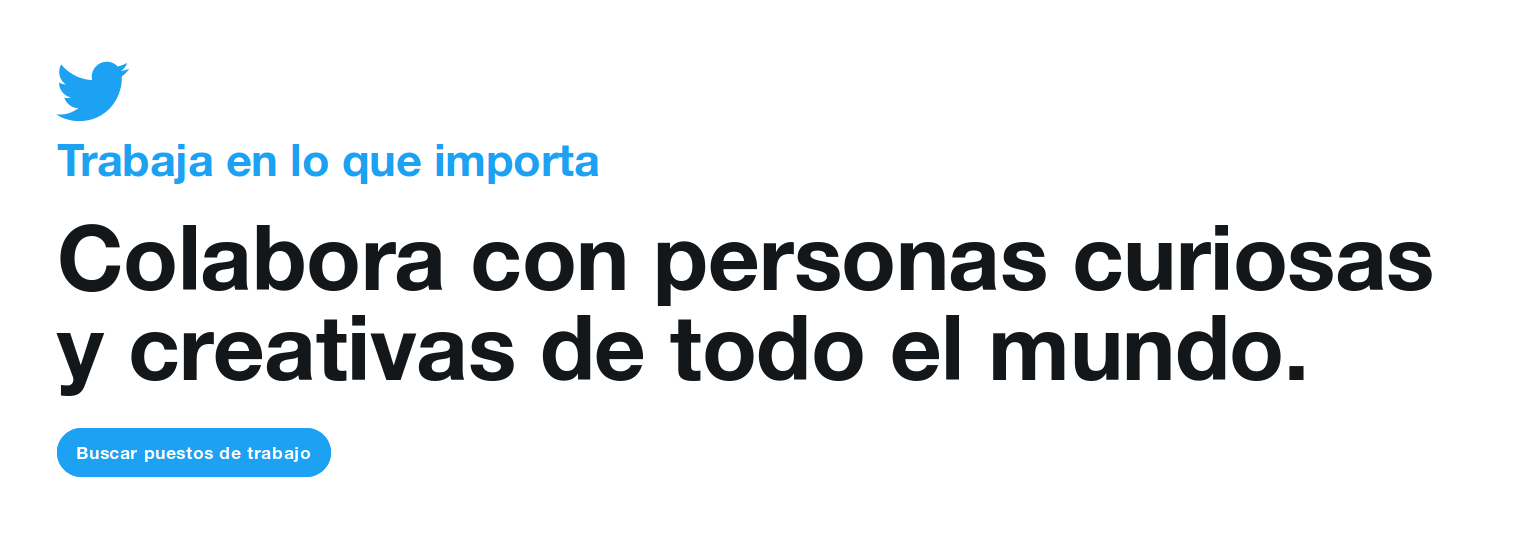 Trabaja en lo que importa
Colabora con personas curiosas
y creativas de todo el mundo.
Buscar puestos de trabajo